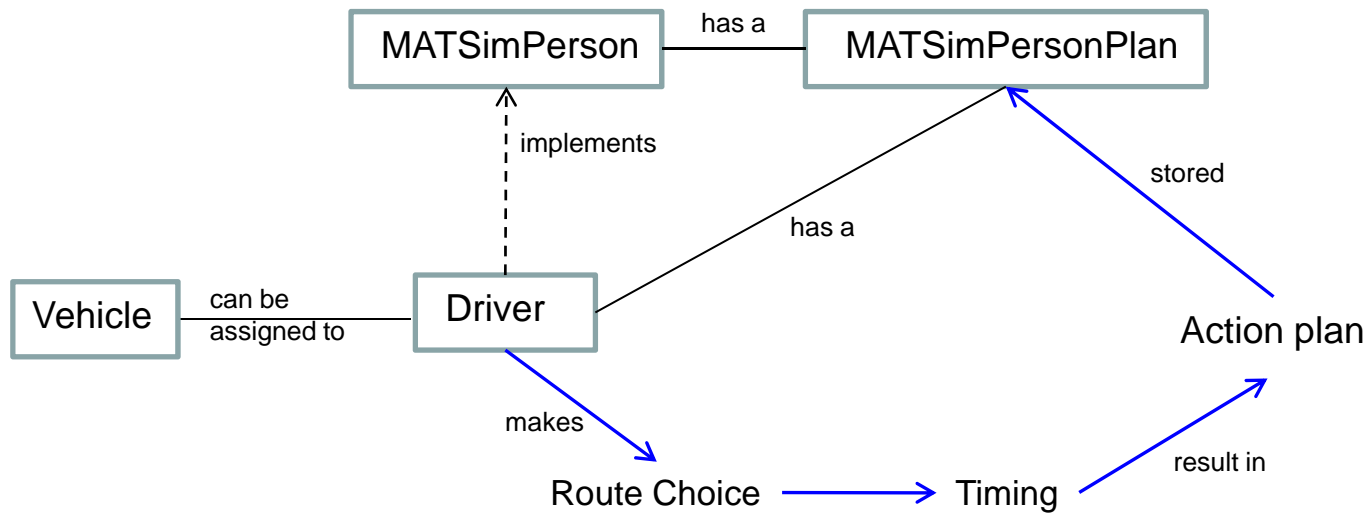 MATSimPerson
has a
MATSimPersonPlan
implements
stored
has a
Vehicle
can be
assigned to
Driver
Action plan
makes
result in
Route Choice
Timing